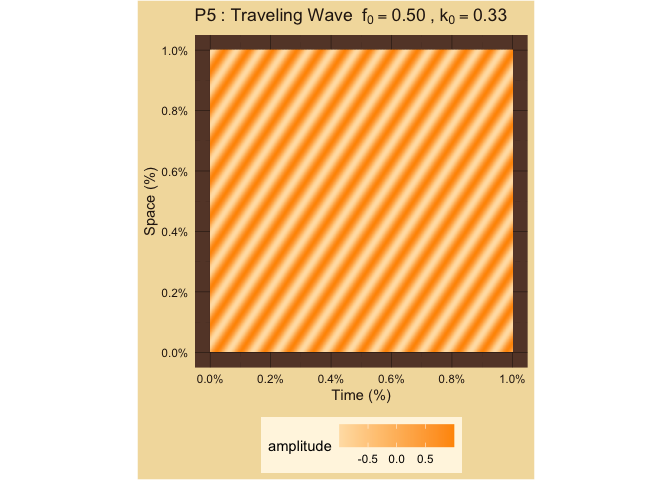 P5 : Traveling Wave f₀ = 0.50 , k₀ = 0.33
Space (%)
1.0%
0.8%
0.6%
0.4%
0.2%
0.0%
0.0% 0.2% 0.4% 0.6% 0.8% 1.0%
Time (%)
amplitude
-0.5 0.0 0.5